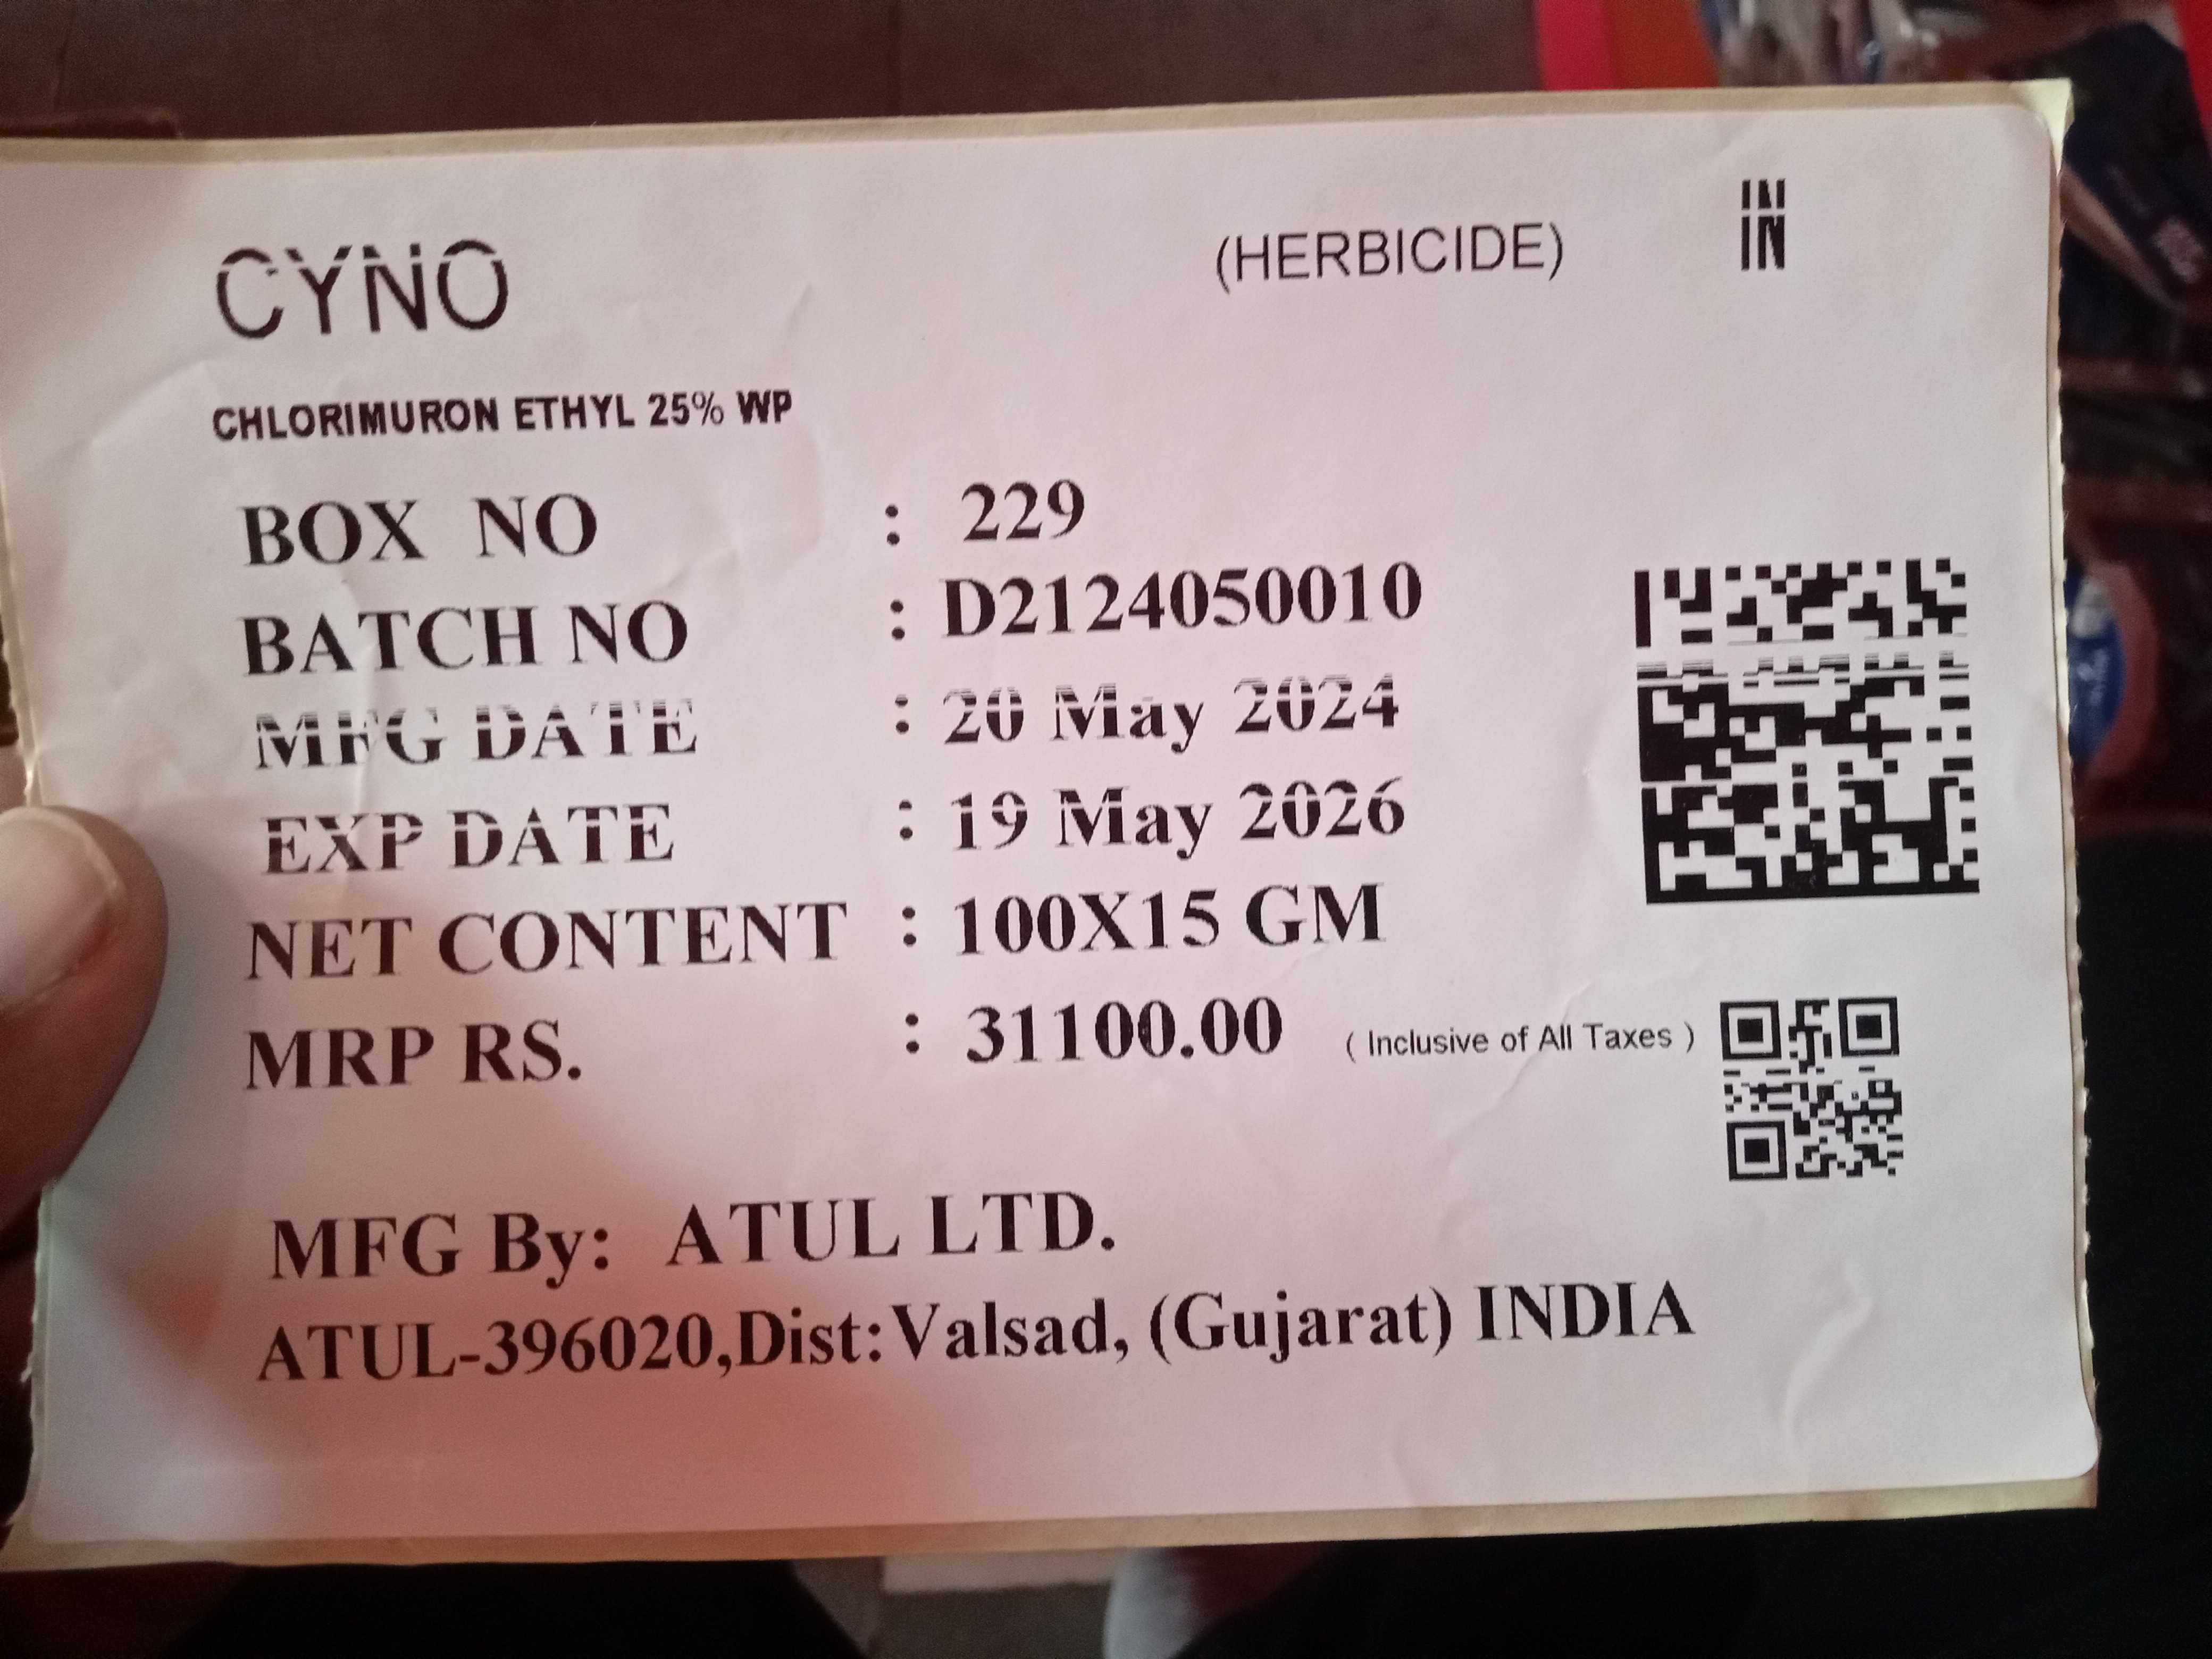 CYNO (HERBICIDE) IN
CHLORIMURON ETHYL 25% WP
BOX NO : 229
BATCH NO : D2124050010
MFG DATE : 20 May 2024
EXP DATE : 19 May 2026
NET CONTENT : 100X15 GM
MRP RS. : 31100.00 ( Inclusive of All Taxes )
MFG By: ATUL LTD.
ATUL-396020,Dist:Valsad, (Gujarat) INDIA